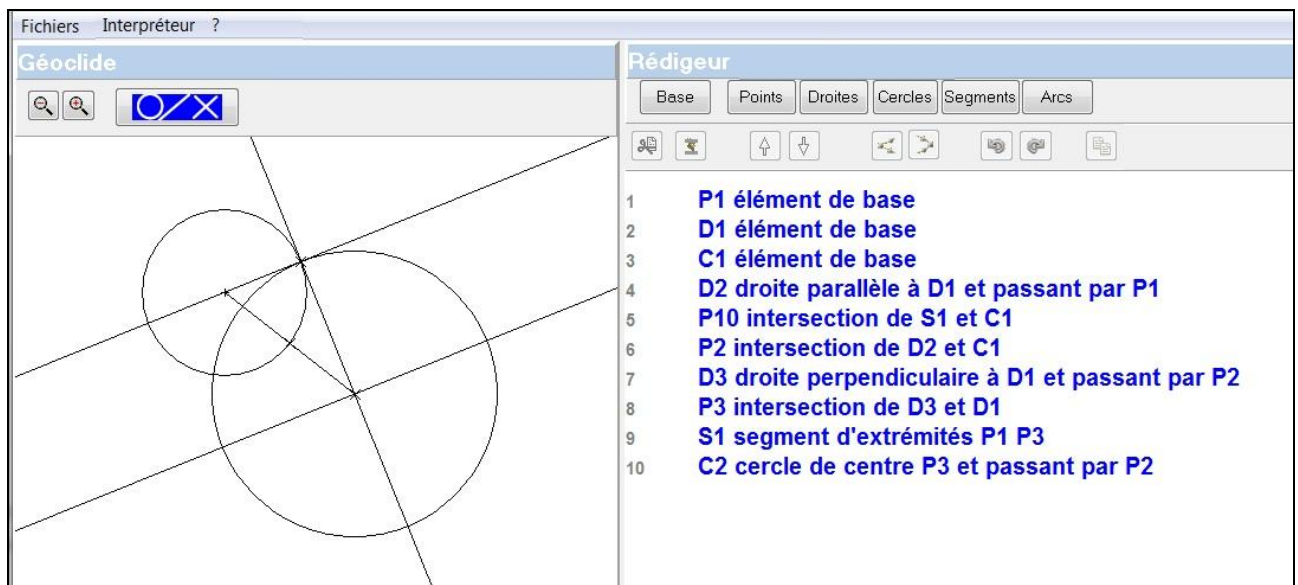 Fichiers Interpréteur ?
Géoclide
Rédigeur
Base Points Droites Cercles Segments Arcs
1 P1 élément de base
2 D1 élément de base
3 C1 élément de base
4 D2 droite parallèle à D1 et passant par P1
5 P10 intersection de S1 et C1
6 P2 intersection de D2 et C1
7 D3 droite perpendiculaire à D1 et passant par P2
8 P3 intersection de D3 et D1
9 S1 segment d'extrémités P1 P3
10 C2 cercle de centre P3 et passant par P2